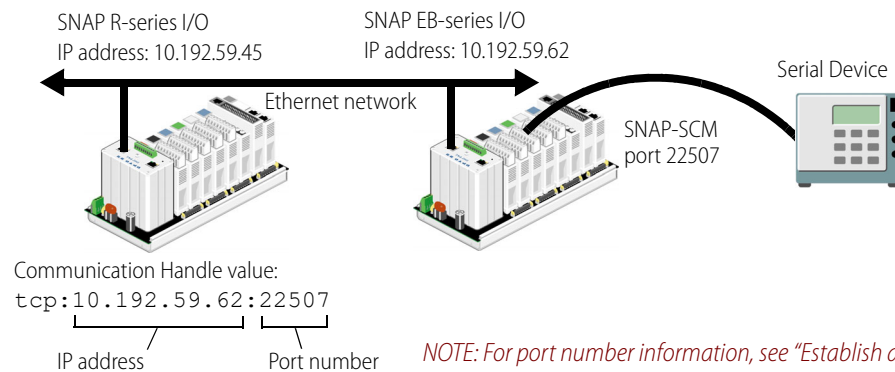 SNAP R-series I/O
IP address: 10.192.59.45
SNAP EB-series I/O
IP address: 10.192.59.62
Serial Device
Ethernet network
SNAP-SCM
port 22507
Communication Handle value:
tcp:10.192.59.62:22507
IP address
Port number
NOTE: For port number information, see “Establish